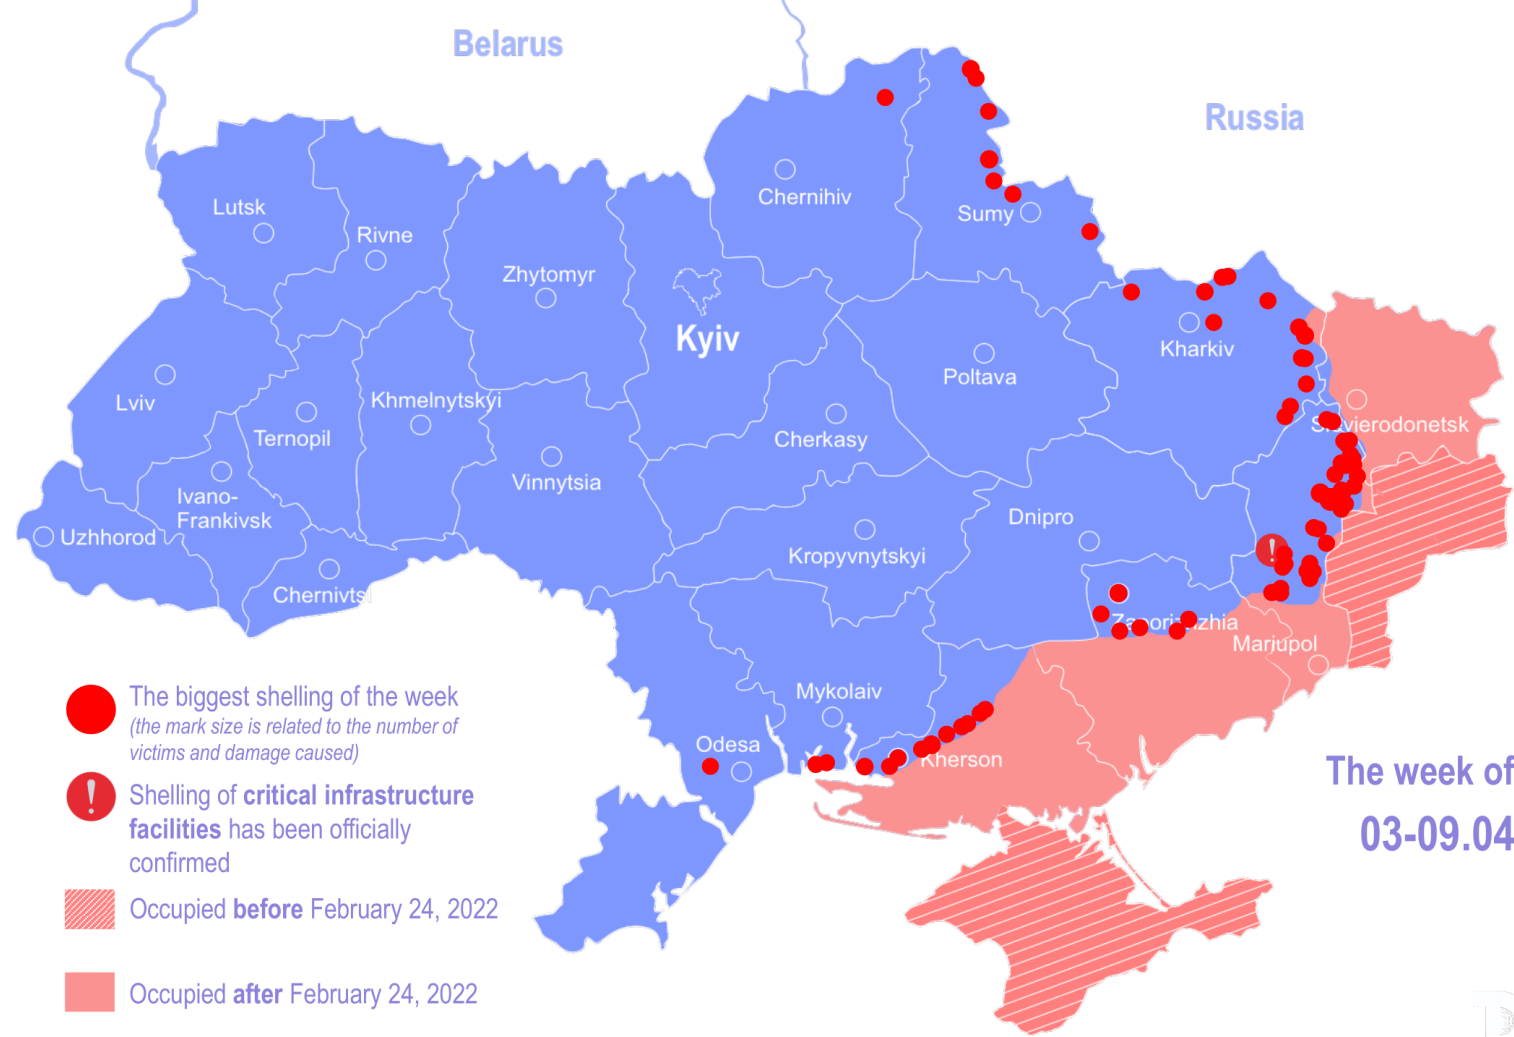 Belarus
Russia
Chernihiv
Lutsk
Sumy
Rivne
Zhytomyr
Kyiv
Kharkiv
Poltava
Lviv
Khmelnytskyi
Sievierodonetsk
Ternopil
Cherkasy
Vinnytsia
Ivano-
Frankivsk
Dnipro
Uzhhorod
Kropyvnytskyi
Chernivtsi
Zaporizhzhia
Mariupol
Mykolaiv
Odesa
Kherson
The biggest shelling of the week
(the mark size is related to the number of
victims and damage caused)
!
Shelling of critical infrastructure
facilities has been officially
confirmed
Occupied before February 24, 2022
Occupied after February 24, 2022
The week of
03-09.04